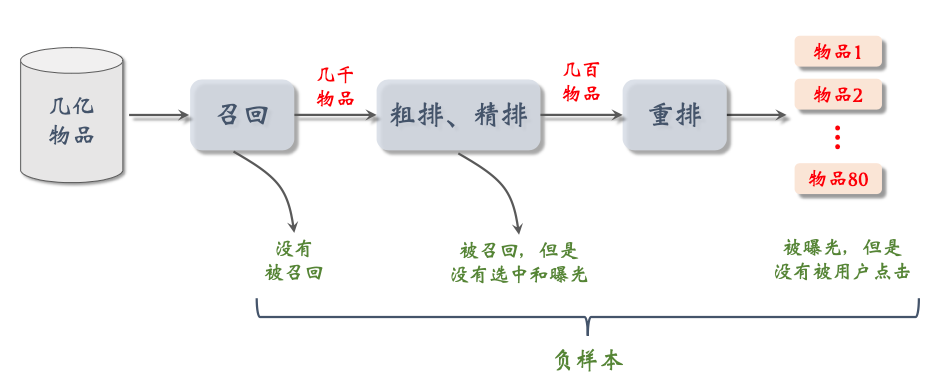 几亿
物品
召回
几千
物品
粗排、精排
几百
物品
重排
物品1
物品2
物品80
没有
被召回
被召回，但是
没有选中和曝光
被曝光，但是
没有被用户点击
负样本